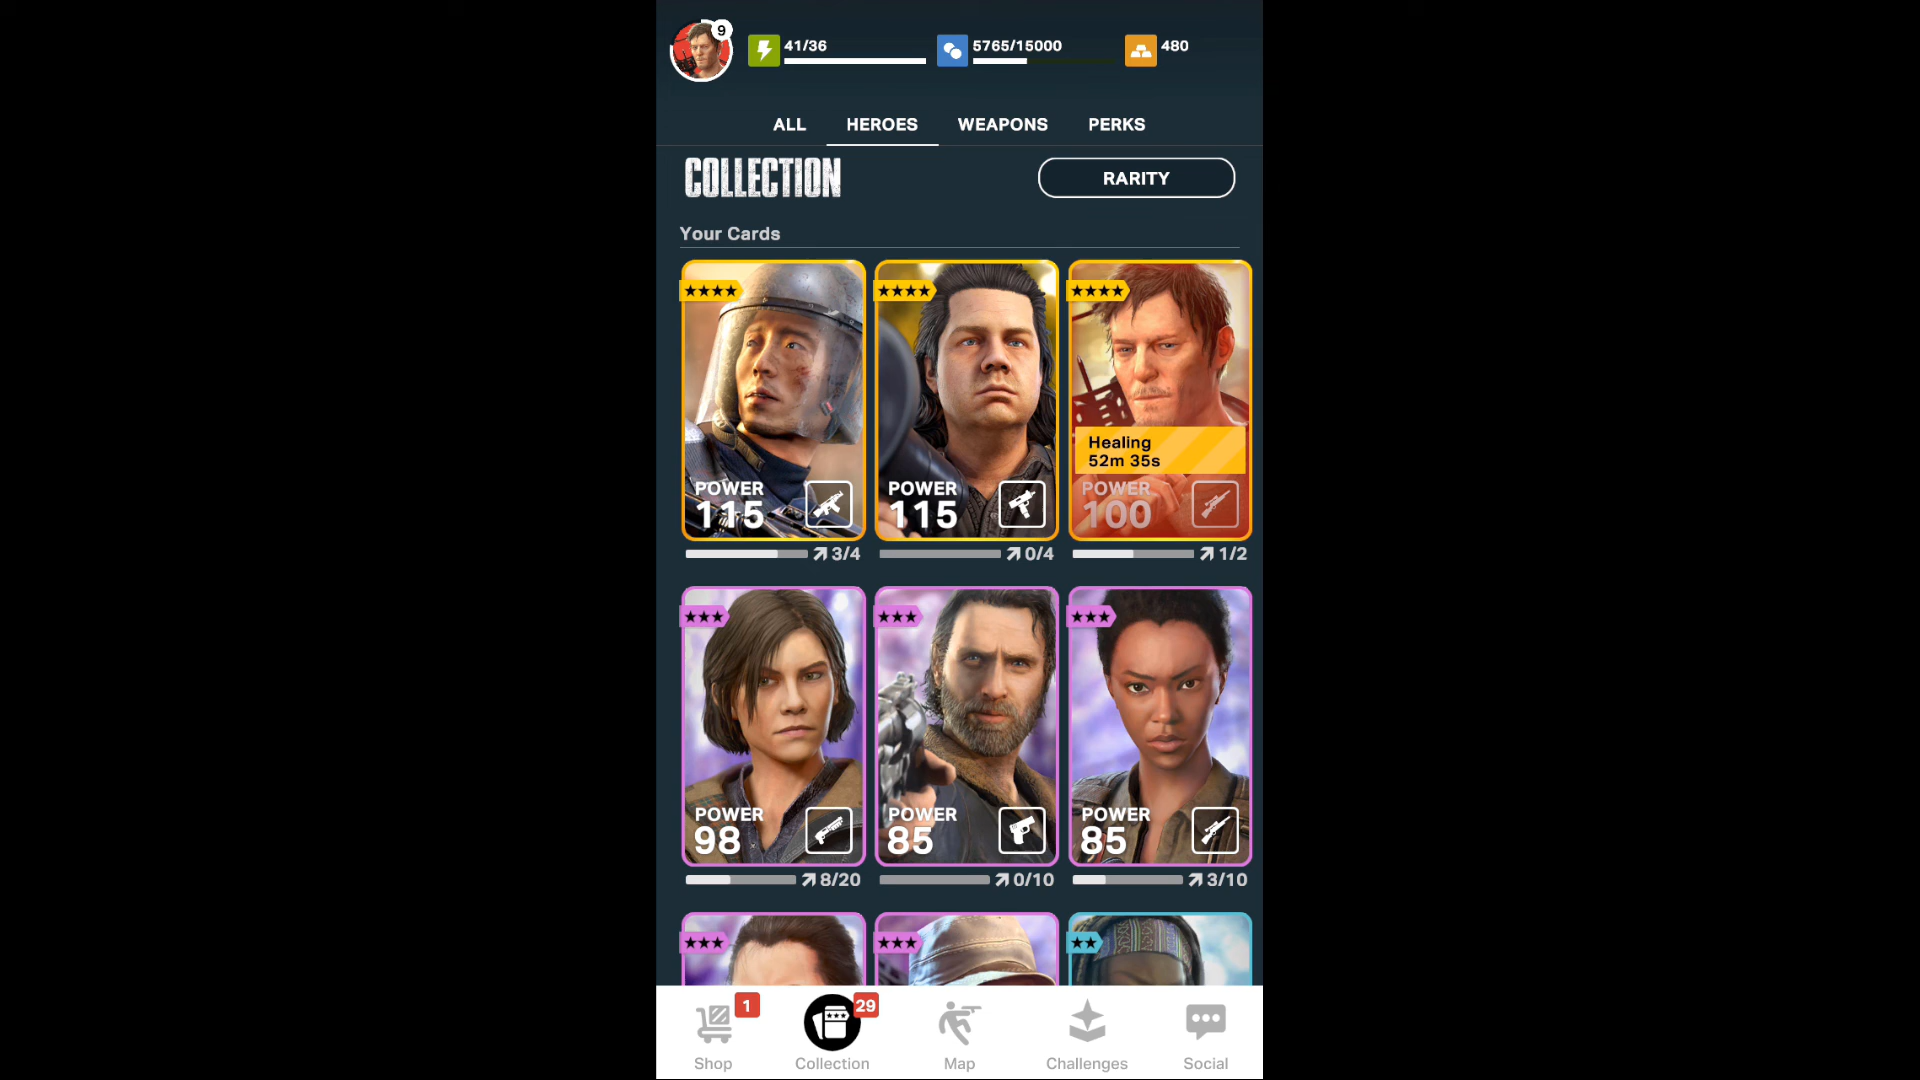 9
41/36
5765/15000
480
ALL HEROES WEAPONS PERKS
COLLECTION
RARITY
Your Cards
Healing
52m 35s
POWER
115
POWER
115
POWER
100
3/4
0/4
1/2
POWER
98
POWER
85
POWER
85
8/20
0/10
3/10
1
29
Shop Collection Map Challenges Social